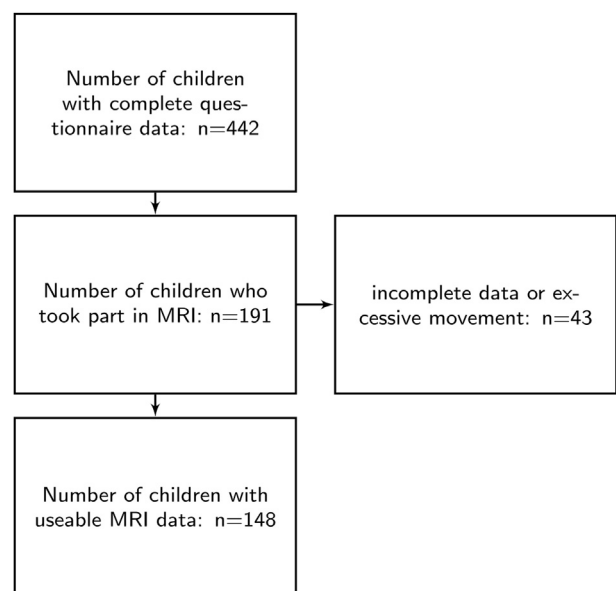 Number of children
with complete ques-
tionnaire data: n=442
Number of children who
took part in MRI: n=191
incomplete data or ex-
cessive movement: n=43
Number of children with
useable MRI data: n=148